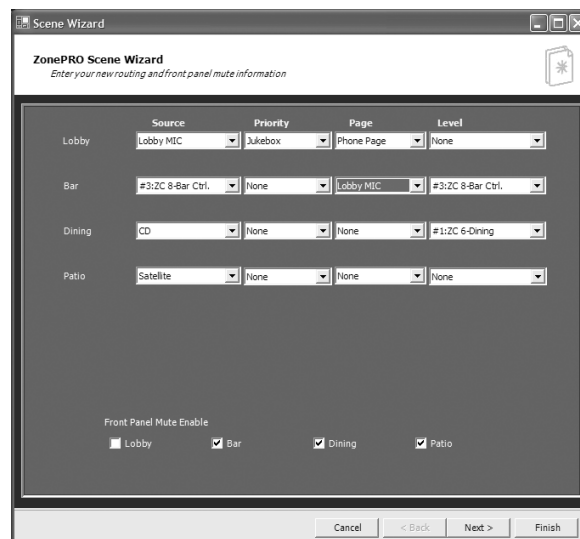 Scene Wizard
ZonePRO Scene Wizard
Enter your new routing and front panel mute information
Source Priority Page Level
Lobby Lobby MIC Jukebox Phone Page None
Bar #3:ZC 8-Bar Ctrl. None Lobby MIC #3:ZC 8-Bar Ctrl.
Dining CD None None #1:ZC 6-Dining
Patio Satellite None None None
Front Panel Mute Enable
Lobby Bar Dining Patio
Cancel < Back Next > Finish